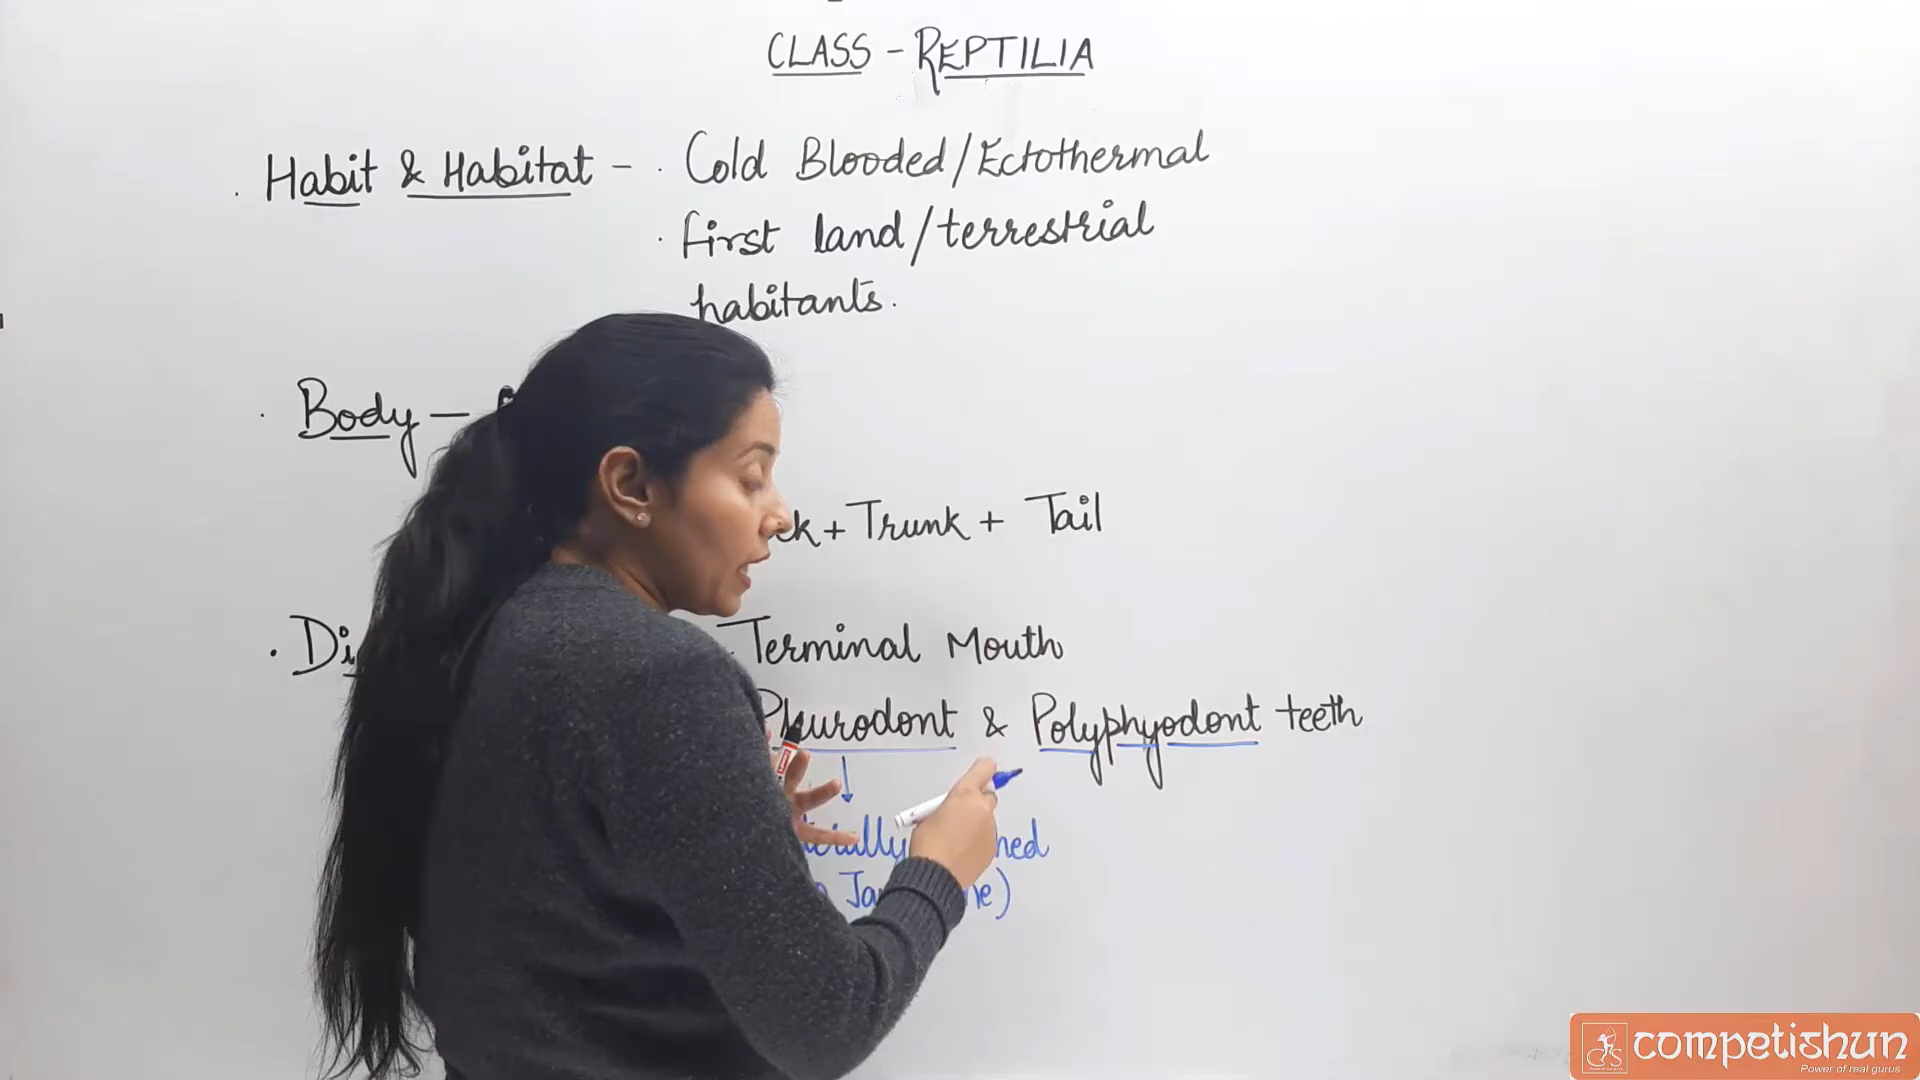 CLASS - REPTILIA
. Habit & Habitat - . Cold Blooded/Ectothermal
. first land/terrestrial
habitants.
. Body -
+ Trunk + Tail
. Terminal Mouth
Pleurodont & Polyphyodont teeth
competishun
Power of real gurus